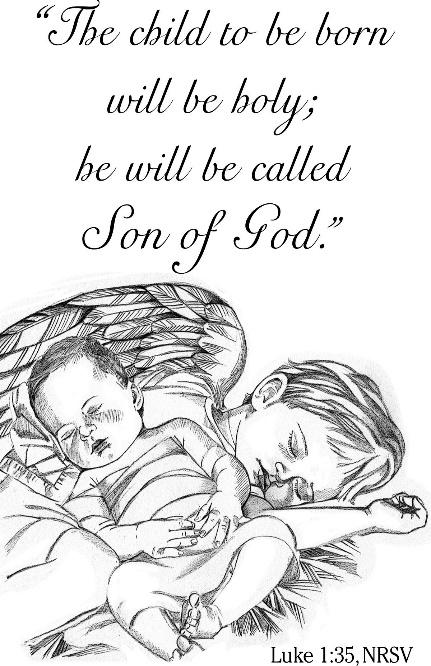 “The child to be born
will be holy;
he will be called
Son of God.”
Luke 1:35, NRSV